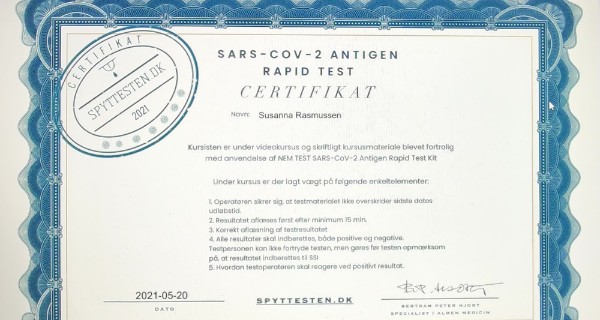 CERTIFIKAT
SPYTTESTEN.DK
2021
SARS-COV-2 ANTIGEN
RAPID TEST
CERTIFIKAT
Navn: Susanna Rasmussen
Kursisten er under videokursus og skriftligt kursusmateriale blevet fortrolig
med anvendelse af NEM TEST SARS-CoV-2 Antigen Rapid Test Kit
Under kursus er der lagt vægt på følgende enkeltelementer:
1. Operatøren sikrer sig, at testmaterialet ikke overskrider sidste datos
udløbstid.
2. Resultatet aflæses først efter minimum 15 min.
3. Korrekt aflæsning af testresultatet
4. Alle resultater skal indberettes, både positive og negative.
Testpersonen kan ikke fortryde testen, men gøres før testen opmærksom
på, at resultatet indberettes til SSI
5. Hvordan testoperatøren skal reagere ved positivt resultat.
2021-05-20
DATO
SPYTTESTEN.DK
BERTRAM PETER HJORT
SPECIALIST I ALMEN MEDICIN